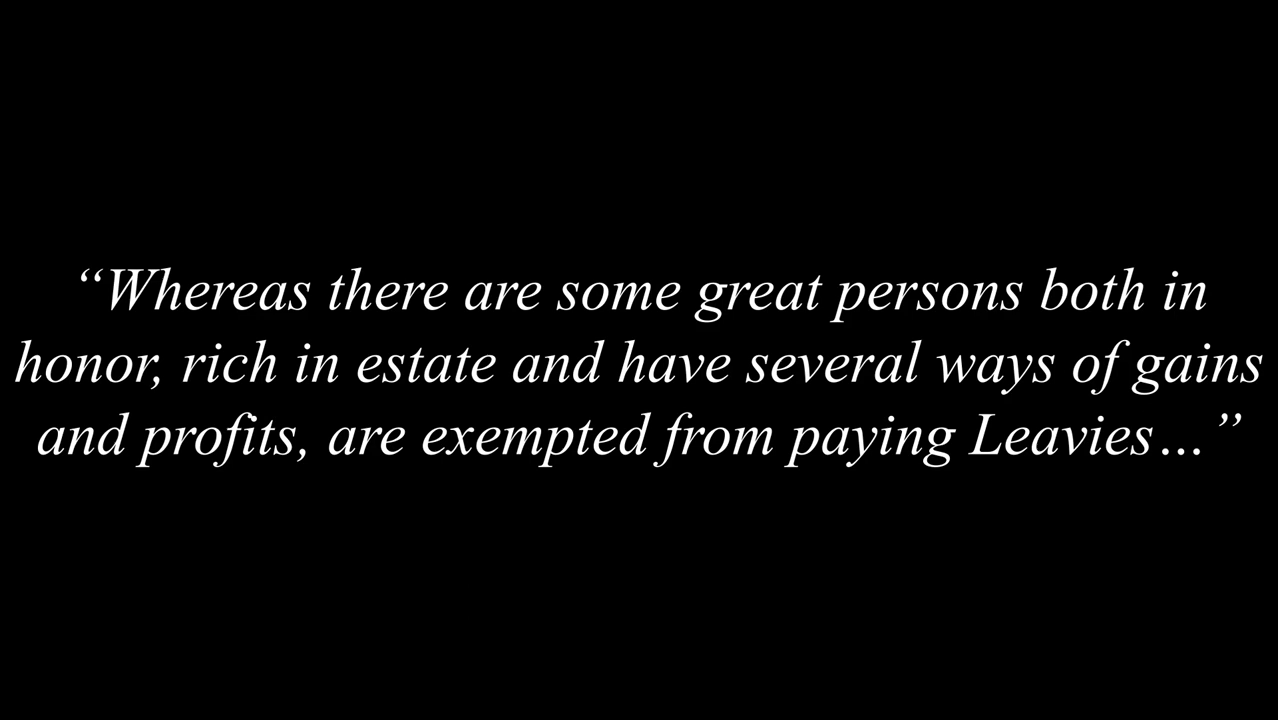 “Whereas there are some great persons both in
honor, rich in estate and have several ways of gains
and profits, are exempted from paying Leavies…”